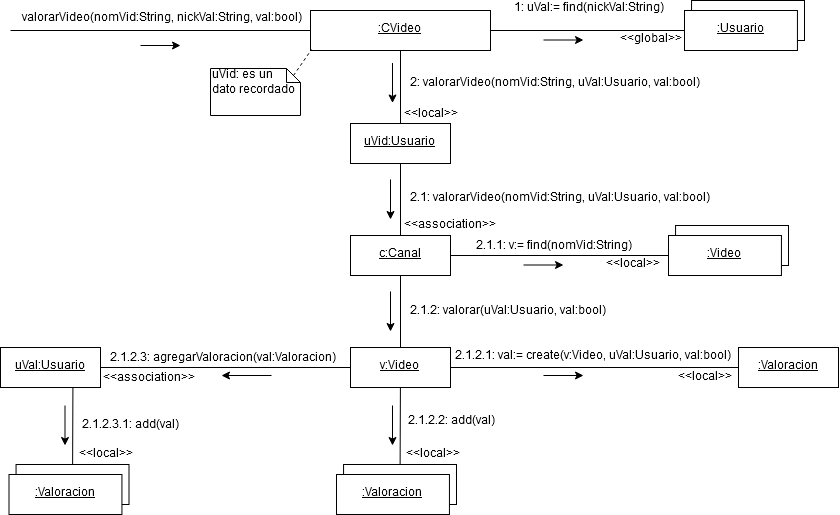 valorarVideo(nomVid:String, nickVal:String, val:bool)
:CVideo
1: uVal:= find(nickVal:String)
<<global>>
:Usuario
uVid: es un
dato recordado
2: valorarVideo(nomVid:String, uVal:Usuario, val:bool)
<<local>>
uVid:Usuario
2.1: valorarVideo(nomVid:String, uVal:Usuario, val:bool)
<<association>>
c:Canal
2.1.1: v:= find(nomVid:String)
<<local>>
:Video
2.1.2: valorar(uVal:Usuario, val:bool)
uVal:Usuario
2.1.2.3: agregarValoracion(val:Valoracion)
<<association>>
v:Video
2.1.2.1: val:= create(v:Video, uVal:Usuario, val:bool)
<<local>>
:Valoracion
2.1.2.3.1: add(val)
<<local>>
:Valoracion
2.1.2.2: add(val)
<<local>>
:Valoracion